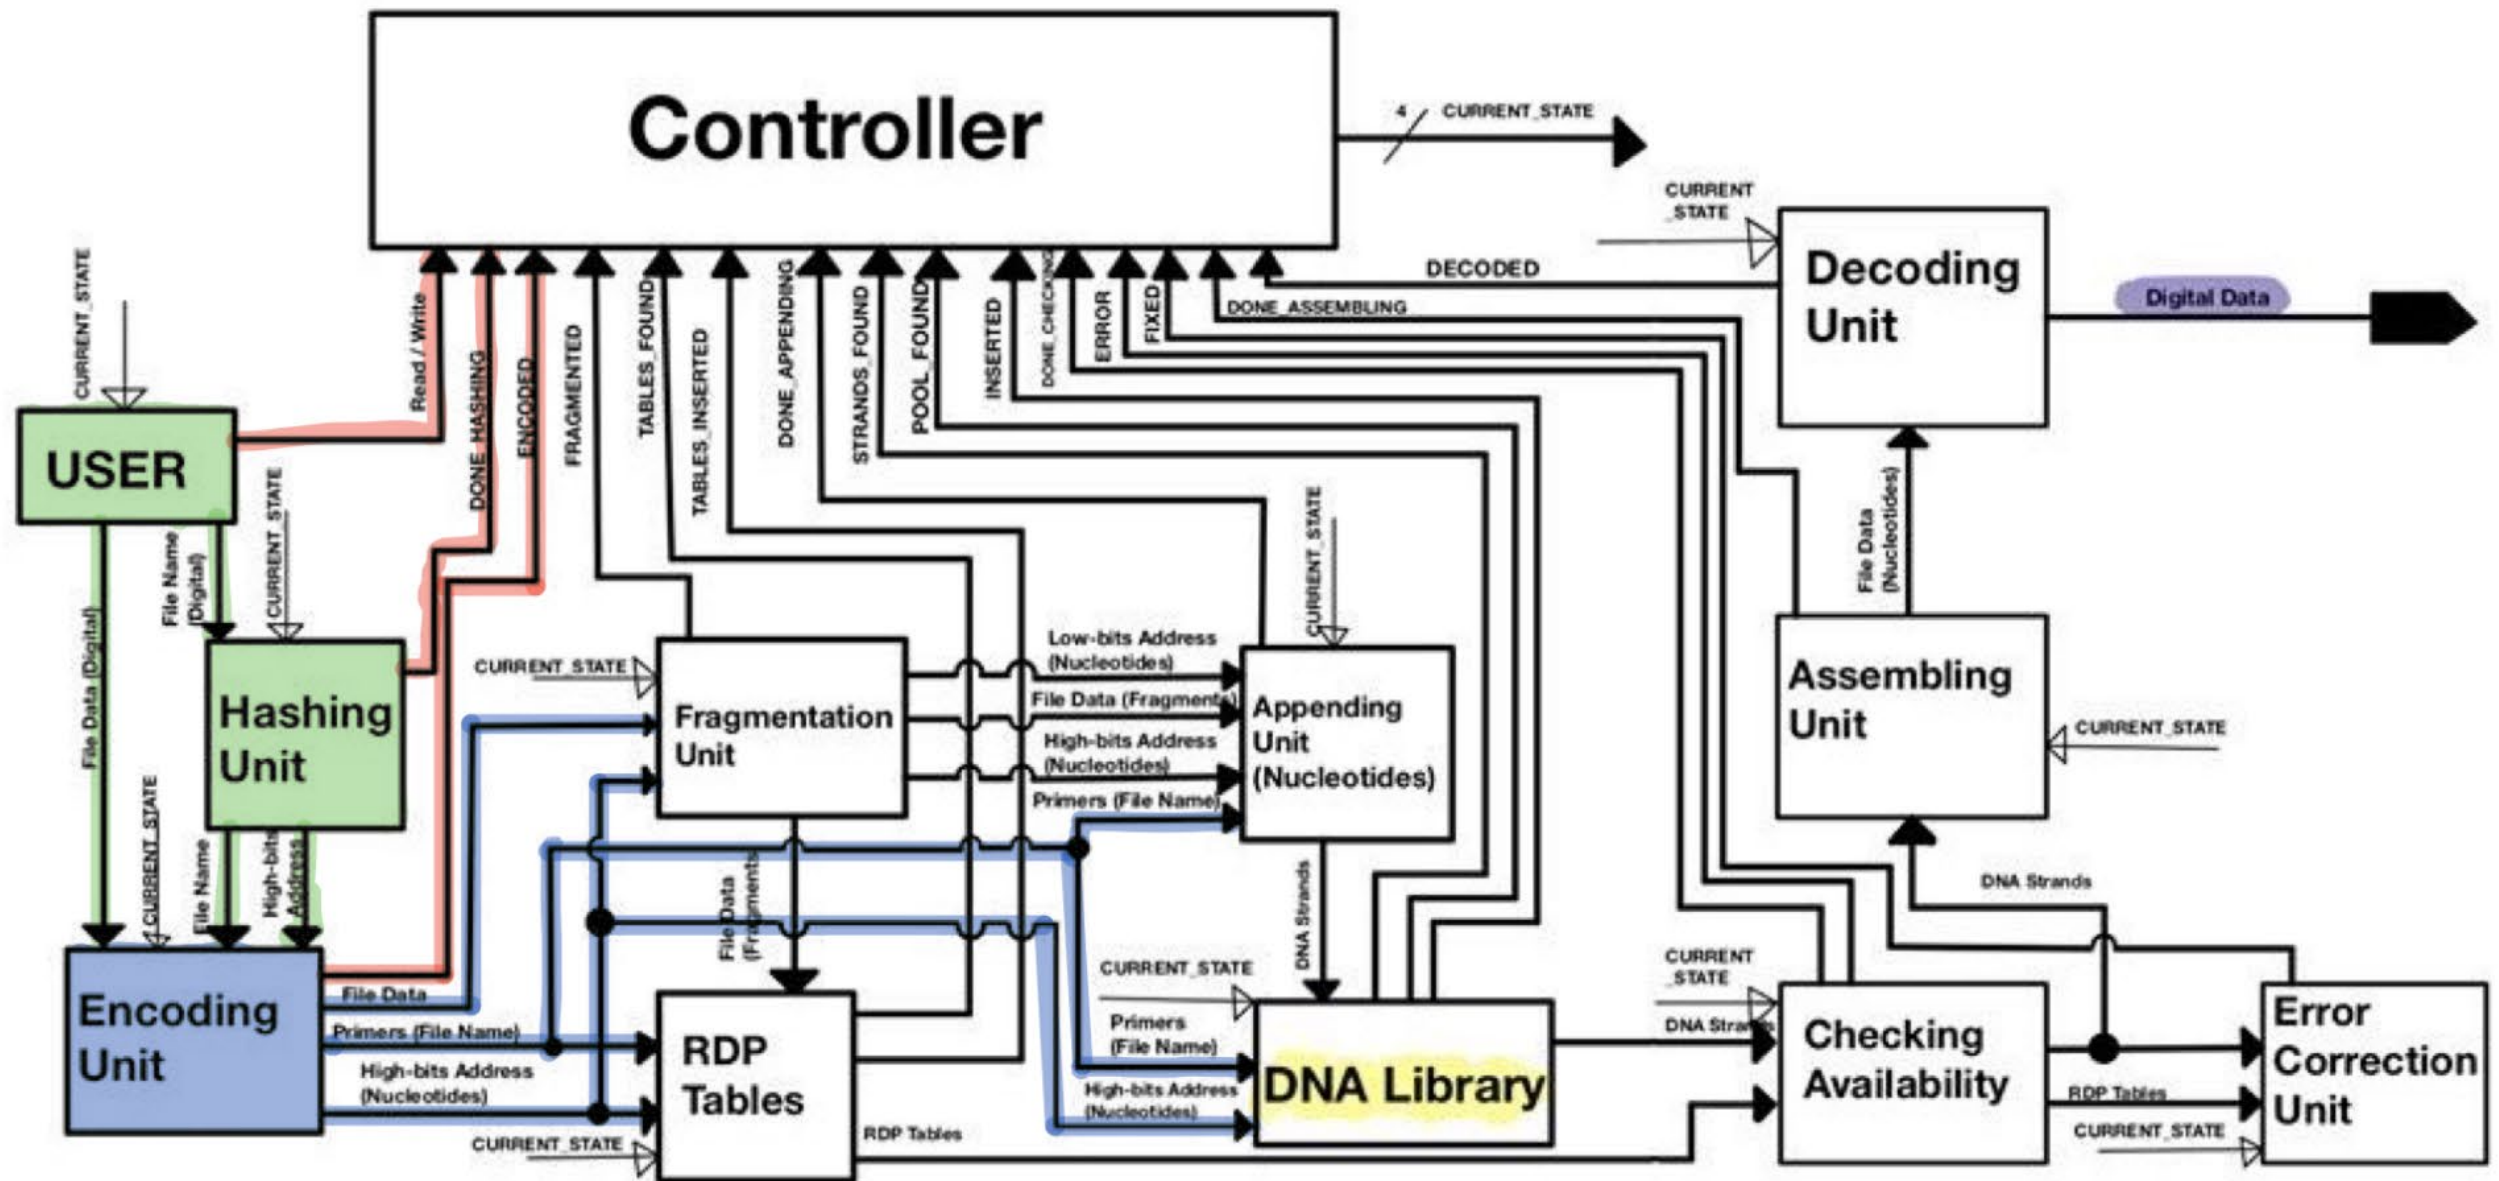 Controller
4
CURRENT_STATE
CURRENT
_STATE
Decoding
Unit
Digital Data
DECODED
DONE_ASSEMBLING
CURRENT_STATE
Read / Write
DONE_HASHING
ENCODED
FRAGMENTED
TABLES_FOUND
TABLES_INSERTED
DONE_APPENDING
STRANDS_FOUND
POOL_FOUND
INSERTED
DONE_CHECKING
ERROR
FIXED
USER
File Data (Digital)
File Name
(Digital)
CURRENT_STATE
Hashing
Unit
CURRENT_STATE
File Name
High-bits
Address
Encoding
Unit
File Data
Primers (File Name)
High-bits Address
(Nucleotides)
CURRENT_STATE
CURRENT_STATE
Fragmentation
Unit
File Data
(Fragments)
RDP
Tables
RDP Tables
Low-bits Address
(Nucleotides)
File Data (Fragments)
High-bits Address
(Nucleotides)
Primers (File Name)
CURRENT_STATE
Appending
Unit
(Nucleotides)
DNA Strands
CURRENT_STATE
Primers
(File Name)
High-bits Address
(Nucleotides)
DNA Library
File Data
(Nucleotides)
Assembling
Unit
CURRENT_STATE
DNA Strands
CURRENT
_STATE
DNA Strands
Checking
Availability
RDP Tables
CURRENT_STATE
Error
Correction
Unit